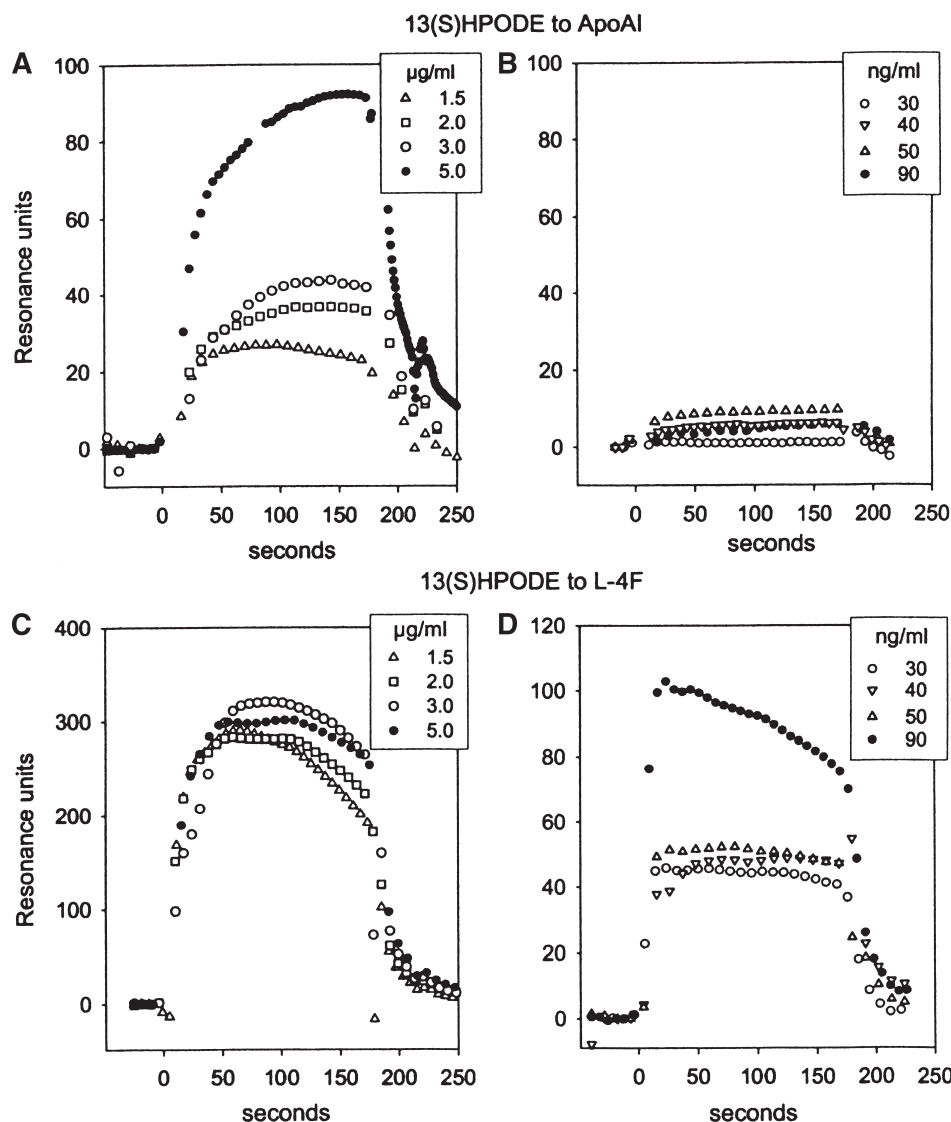 13(S)HPODE to ApoAI
A
µg/ml
1.5
2.0
3.0
5.0
100
80
60
40
20
0
Resonance units
0 50 100 150 200 250
seconds
B
ng/ml
30
40
50
90
100
80
60
40
20
0
0 50 100 150 200 250
seconds
13(S)HPODE to L-4F
C
µg/ml
1.5
2.0
3.0
5.0
400
300
200
100
0
Resonance units
0 50 100 150 200 250
seconds
D
ng/ml
30
40
50
90
120
100
80
60
40
20
0
0 50 100 150 200 250
seconds